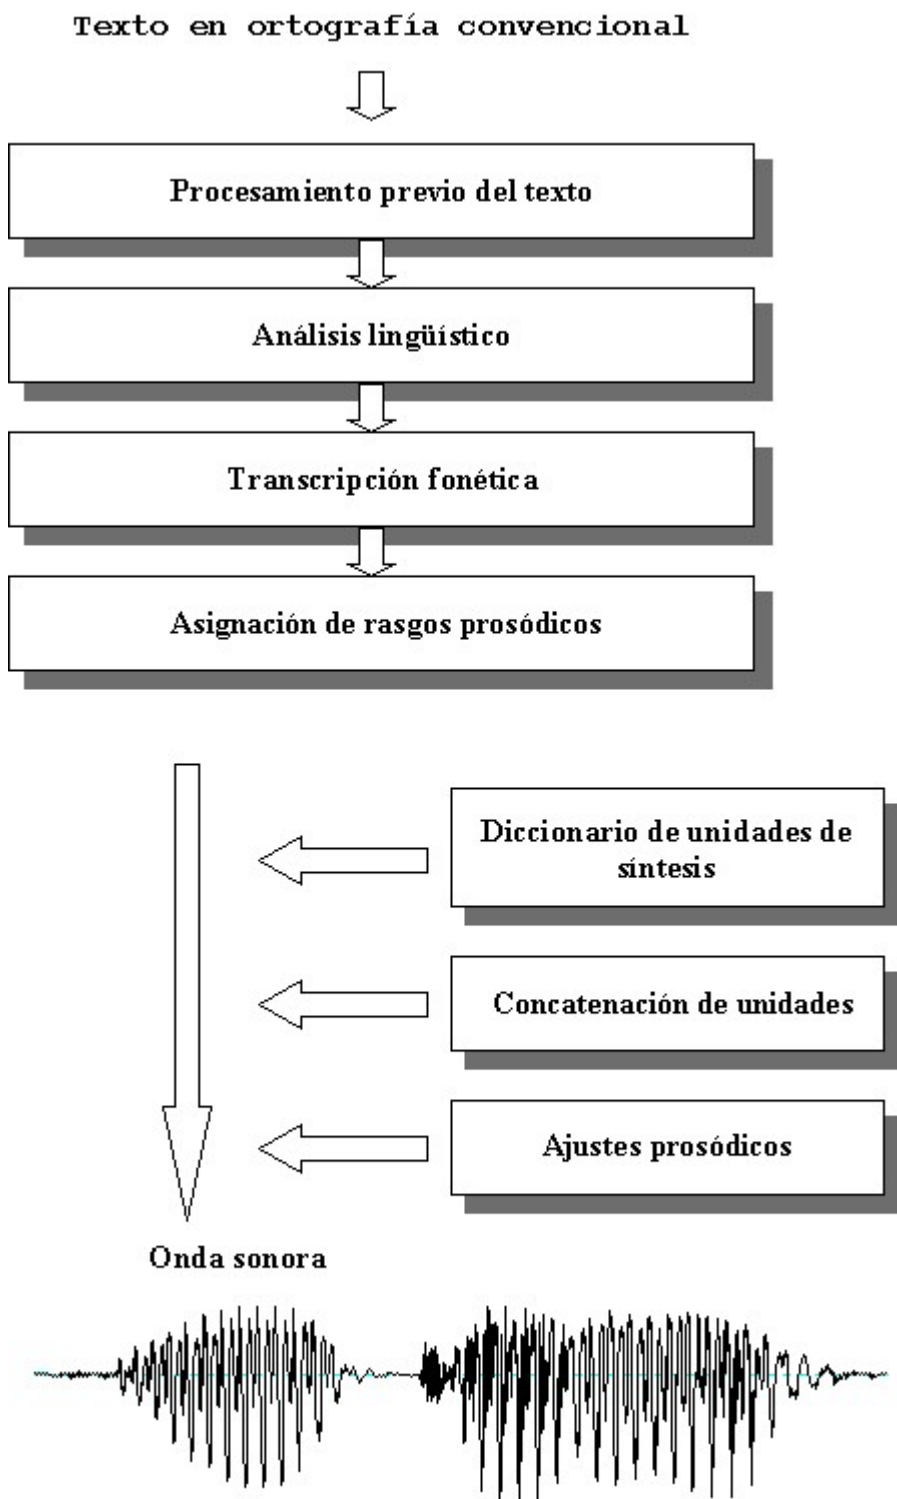 Texto en ortografía convencional
Procesamiento previo del texto
Análisis lingüístico
Transcripción fonética
Asignación de rasgos prosódicos
Diccionario de unidades de
síntesis
Concatenación de unidades
Ajustes prosódicos
Onda sonora